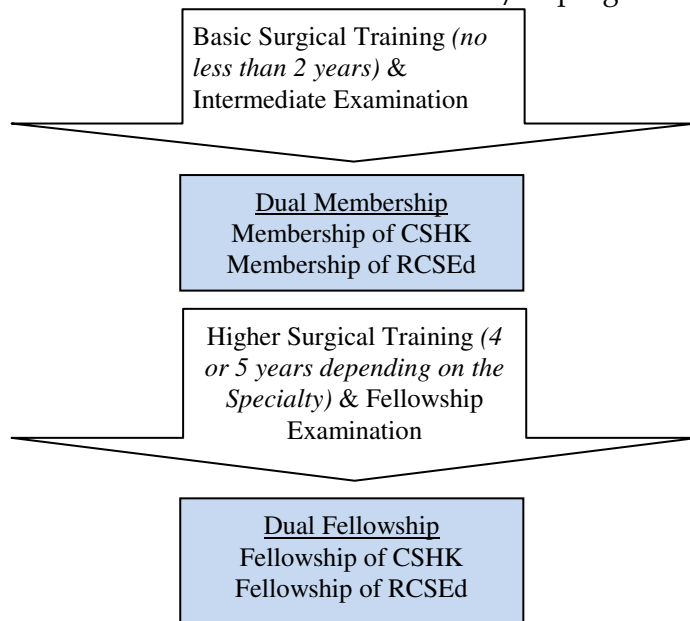 Basic Surgical Training (no
less than 2 years) &
Intermediate Examination
Dual Membership
Membership of CSHK
Membership of RCSEd
Higher Surgical Training (4
or 5 years depending on the
Specialty) & Fellowship
Examination
Dual Fellowship
Fellowship of CSHK
Fellowship of RCSEd